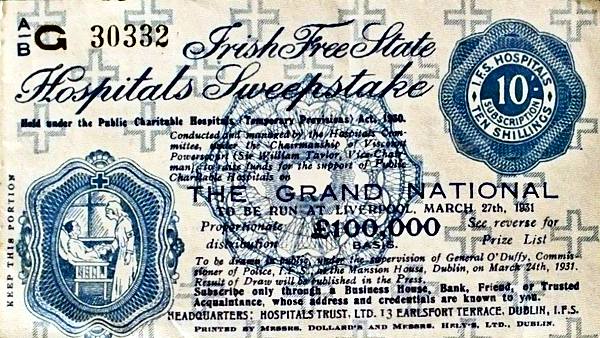 A/B G 30332
Irish Free State
Hospitals Sweepstake
I.F.S. HOSPITALS
10:-
SUBSCRIPTION
TEN SHILLINGS
Held under the Public Charitable Hospitals (Temporary Provisions) Act, 1930.
Conducted and managed by the Hospitals Com-
mittee, under the Chairmanship of Viscount
Powerscourt (Sir William Taylor, Vice-Chair-
man) to raise funds for the support of Public
Charitable Hospitals on
THE GRAND NATIONAL
TO BE RUN AT LIVERPOOL, MARCH 27th, 1931
Proportionate £100,000 See reverse for
distribution BASIS. Prize List
To be drawn in public, under the supervision of General O'Duffy, Commis-
sioner of Police, I.F.S., at the Mansion House, Dublin, on March 24th, 1931.
Result of Draw will be published in the Press.
Subscribe only through a Business House, Bank, Friend, or Trusted
Acquaintance, whose address and credentials are known to you.
HEADQUARTERS: HOSPITALS TRUST, LTD. 13 EARLSFORT TERRACE, DUBLIN, I.F.S.
PRINTED BY MESSRS. DOLLARD'S AND MESSRS. HELY'S, LTD., DUBLIN.
KEEP THIS PORTION